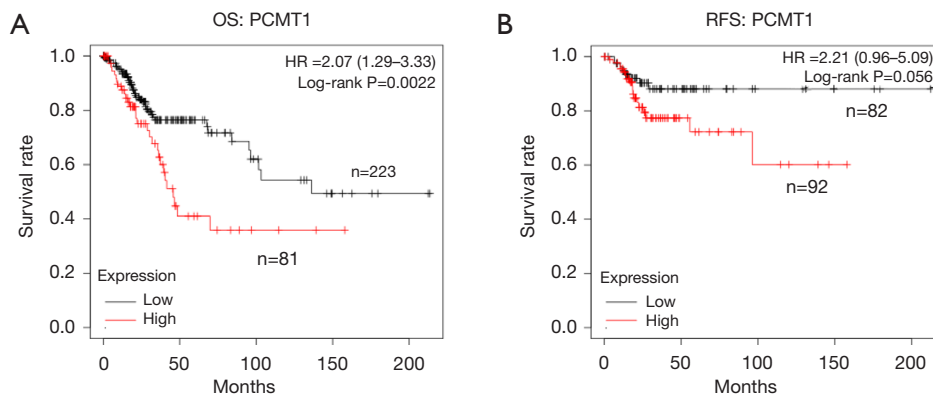 A
OS: PCMT1
HR =2.07 (1.29–3.33)
Log-rank P=0.0022
n=223
n=81
Expression
Low
High
Survival rate
1.0
0.8
0.6
0.4
0.2
0.0
0
50
100
150
200
Months
B
RFS: PCMT1
HR =2.21 (0.96–5.09)
Log-rank P=0.056
n=82
n=92
Expression
Low
High
Survival rate
1.0
0.8
0.6
0.4
0.2
0.0
0
50
100
150
200
Months